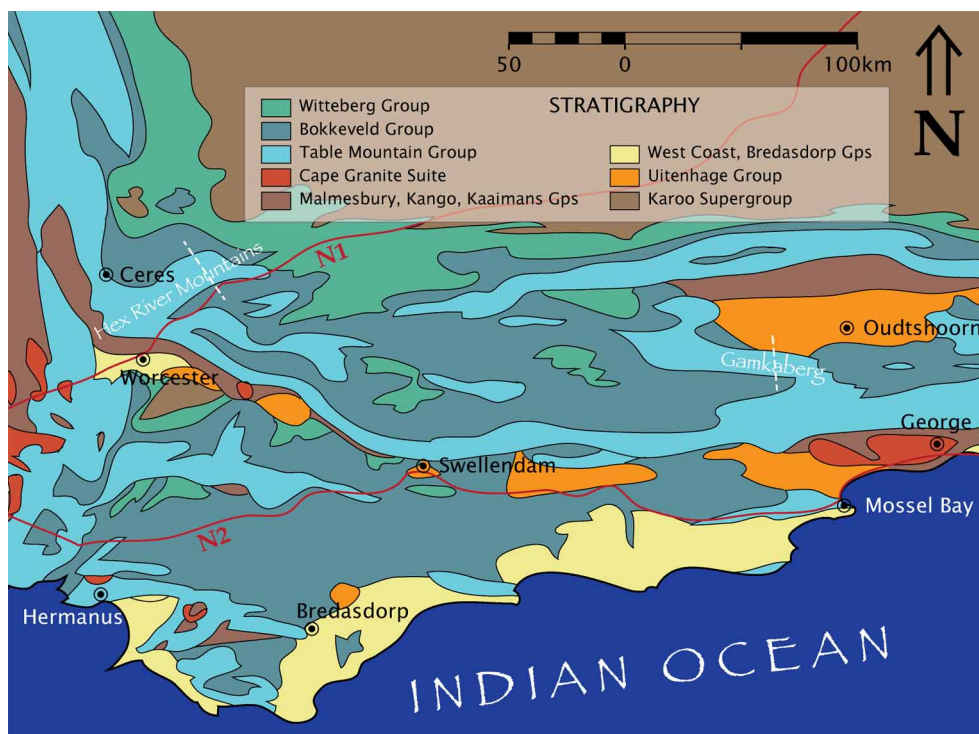 50 0 100km
N
STRATIGRAPHY
Witteberg Group
Bokkeveld Group
Table Mountain Group
Cape Granite Suite
Malmesbury, Kango, Kaaimans Gps
West Coast, Bredasdorp Gps
Uitenhage Group
Karoo Supergroup
N1
Ceres
Hex River Mountains
Oudtshoorn
Worcester
Gamkaberg
George
Swellendam
Mossel Bay
N2
Hermanus
Bredasdorp
INDIAN OCEAN